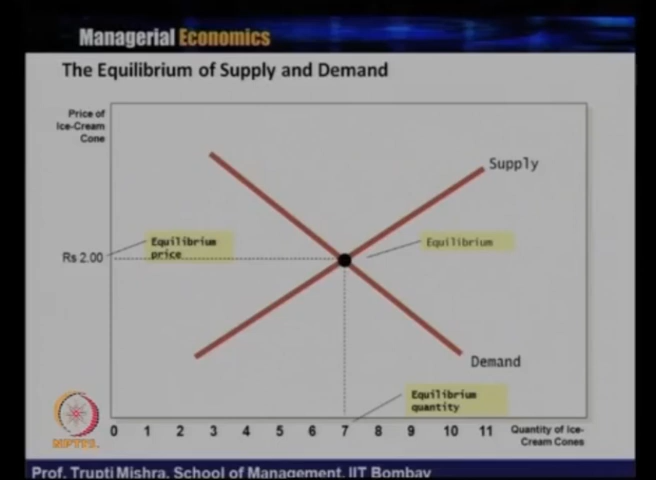 Managerial Economics
The Equilibrium of Supply and Demand
Price of
Ice-Cream
Cone
Supply
Equilibrium
price
Equilibrium
Rs 2.00
Demand
Equilibrium
quantity
NPTEL
0 1 2 3 4 5 6 7 8 9 10 11
Quantity of Ice-
Cream Cones
Prof. Trupti Mishra, School of Management, IIT Bombay